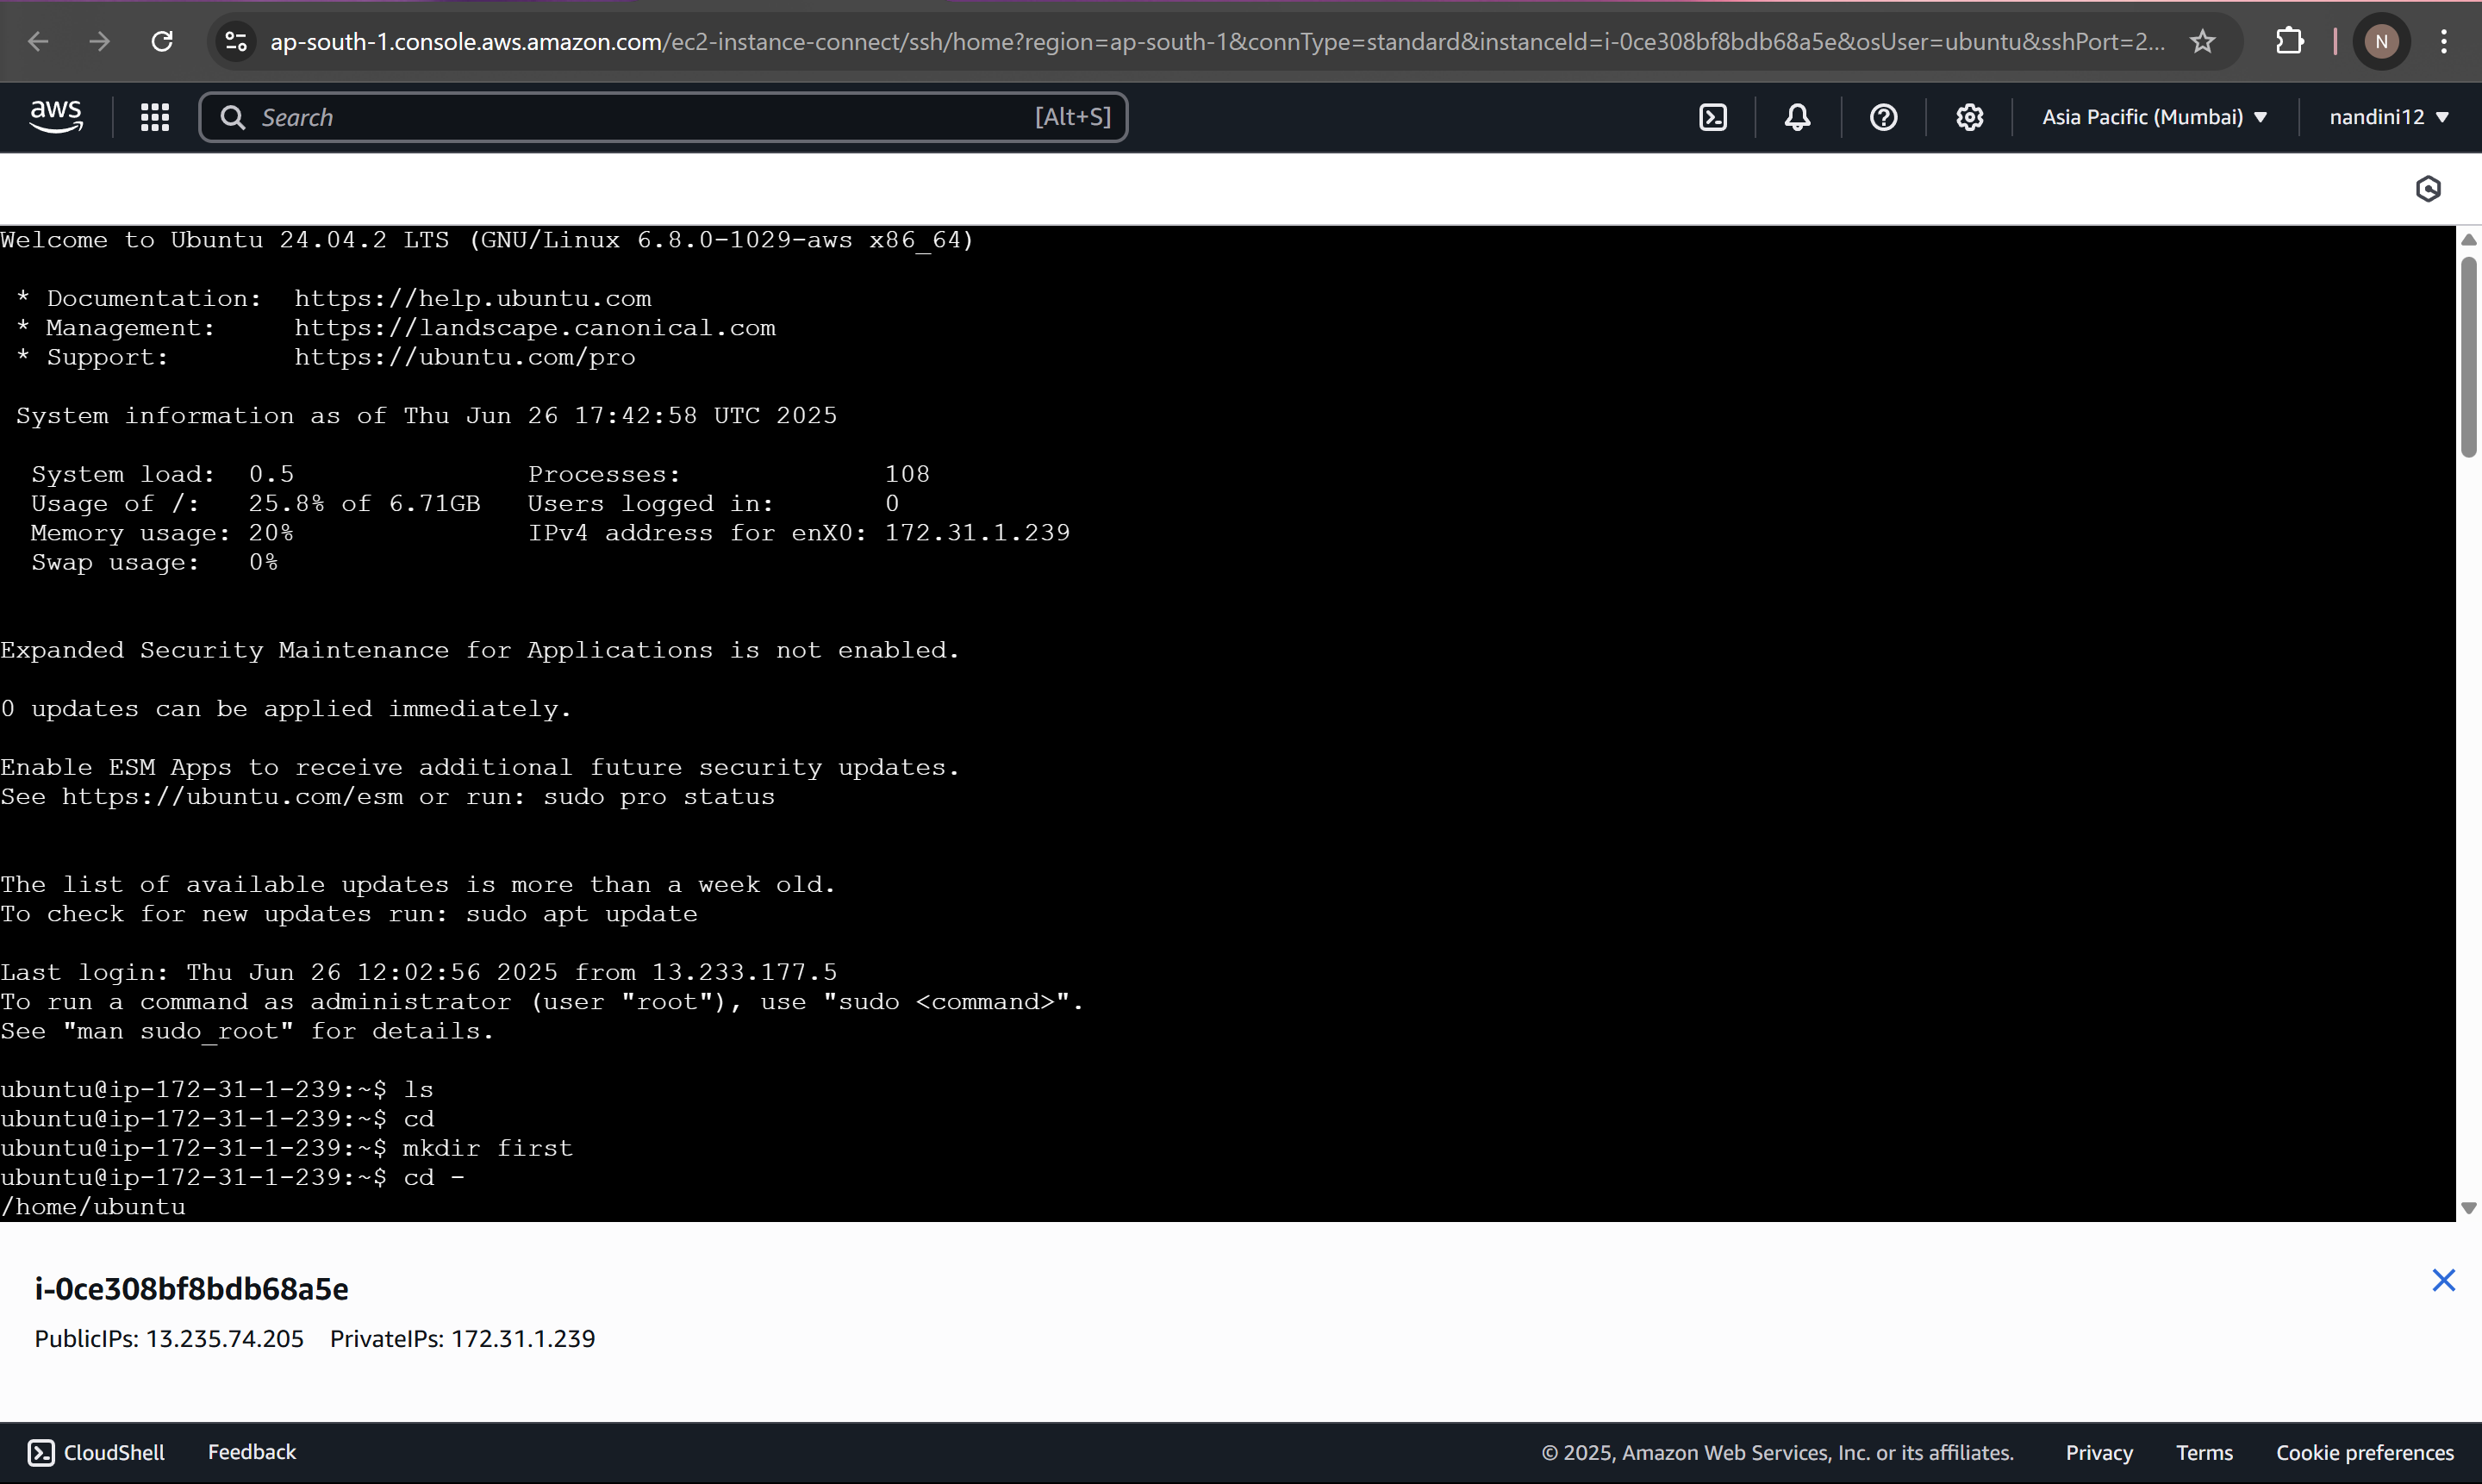 ap-south-1.console.aws.amazon.com/ec2-instance-connect/ssh/home?region=ap-south-1&connType=standard&instanceId=i-0ce308bf8bdb68a5e&osUser=ubuntu&sshPort=2... N
aws Search [Alt+S] Asia Pacific (Mumbai) nandini12
Welcome to Ubuntu 24.04.2 LTS (GNU/Linux 6.8.0-1029-aws x86_64)
* Documentation: https://help.ubuntu.com
* Management: https://landscape.canonical.com
* Support: https://ubuntu.com/pro
System information as of Thu Jun 26 17:42:58 UTC 2025
System load: 0.5 Processes: 108
Usage of /: 25.8% of 6.71GB Users logged in: 0
Memory usage: 20% IPv4 address for enX0: 172.31.1.239
Swap usage: 0%
Expanded Security Maintenance for Applications is not enabled.
0 updates can be applied immediately.
Enable ESM Apps to receive additional future security updates.
See https://ubuntu.com/esm or run: sudo pro status
The list of available updates is more than a week old.
To check for new updates run: sudo apt update
Last login: Thu Jun 26 12:02:56 2025 from 13.233.177.5
To run a command as administrator (user "root"), use "sudo <command>".
See "man sudo_root" for details.
ubuntu@ip-172-31-1-239:~$ ls
ubuntu@ip-172-31-1-239:~$ cd
ubuntu@ip-172-31-1-239:~$ mkdir first
ubuntu@ip-172-31-1-239:~$ cd -
/home/ubuntu
i-0ce308bf8bdb68a5e
PublicIPs: 13.235.74.205 PrivateIPs: 172.31.1.239
CloudShell Feedback © 2025, Amazon Web Services, Inc. or its affiliates. Privacy Terms Cookie preferences